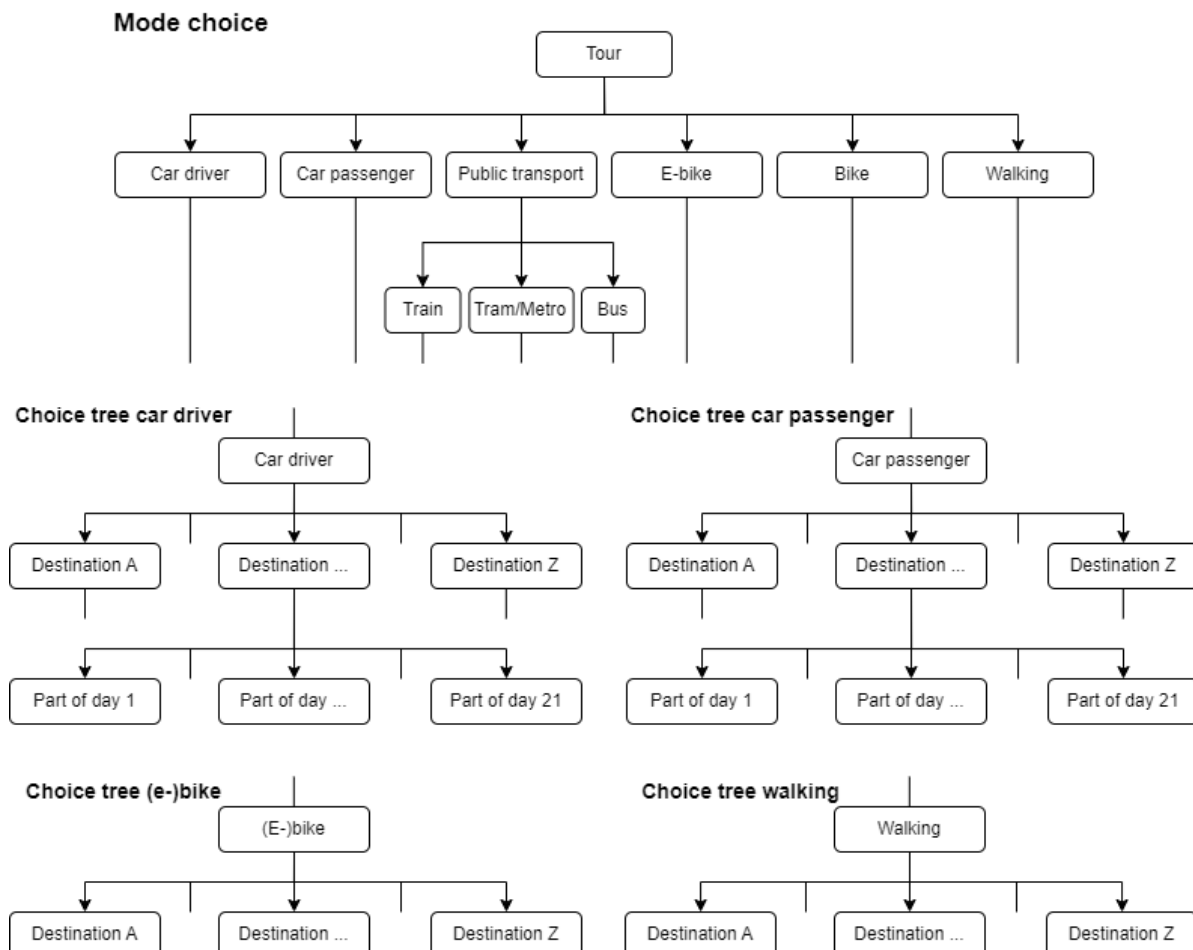 Mode choice
Tour
Car driver
Car passenger
Public transport
E-bike
Bike
Walking
Train
Tram/Metro
Bus
Choice tree car driver
Choice tree car passenger
Car driver
Car passenger
Destination A
Destination ...
Destination Z
Destination A
Destination ...
Destination Z
Part of day 1
Part of day ...
Part of day 21
Part of day 1
Part of day ...
Part of day 21
Choice tree (e-)bike
Choice tree walking
(E-)bike
Walking
Destination A
Destination ...
Destination Z
Destination A
Destination ...
Destination Z